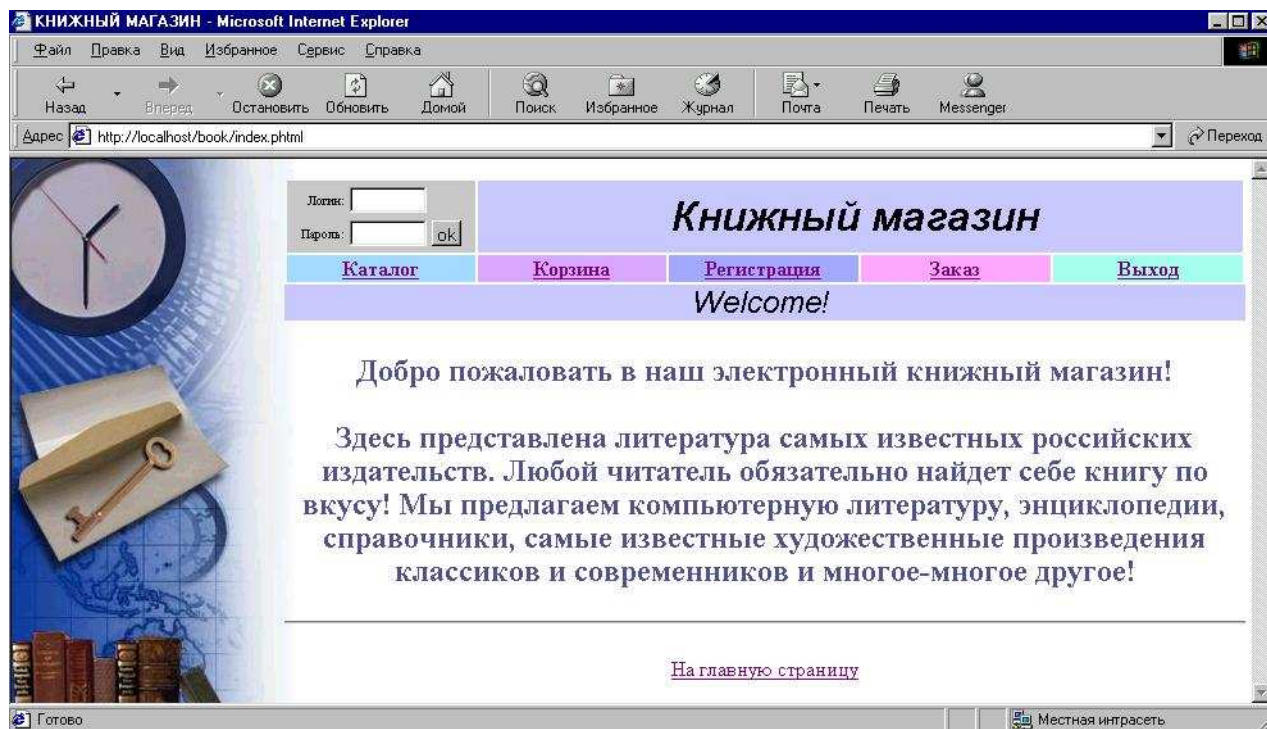 КНИЖНЫЙ МАГАЗИН - Microsoft Internet Explorer
Файл Правка Вид Избранное Сервис Справка
Назад Вперед Остановить Обновить Домой Поиск Избранное Журнал Почта Печать Messenger
Адрес http://localhost/book/index.phtml Переход
Логин:
Пароль: ok
Книжный магазин
Каталог Корзина Регистрация Заказ Выход
Welcome!
Добро пожаловать в наш электронный книжный магазин!
Здесь представлена литература самых известных российских
издательств. Любой читатель обязательно найдет себе книгу по
вкусу! Мы предлагаем компьютерную литературу, энциклопедии,
справочники, самые известные художественные произведения
классиков и современников и многое-многое другое!
На главную страницу
Готово Местная интрасеть